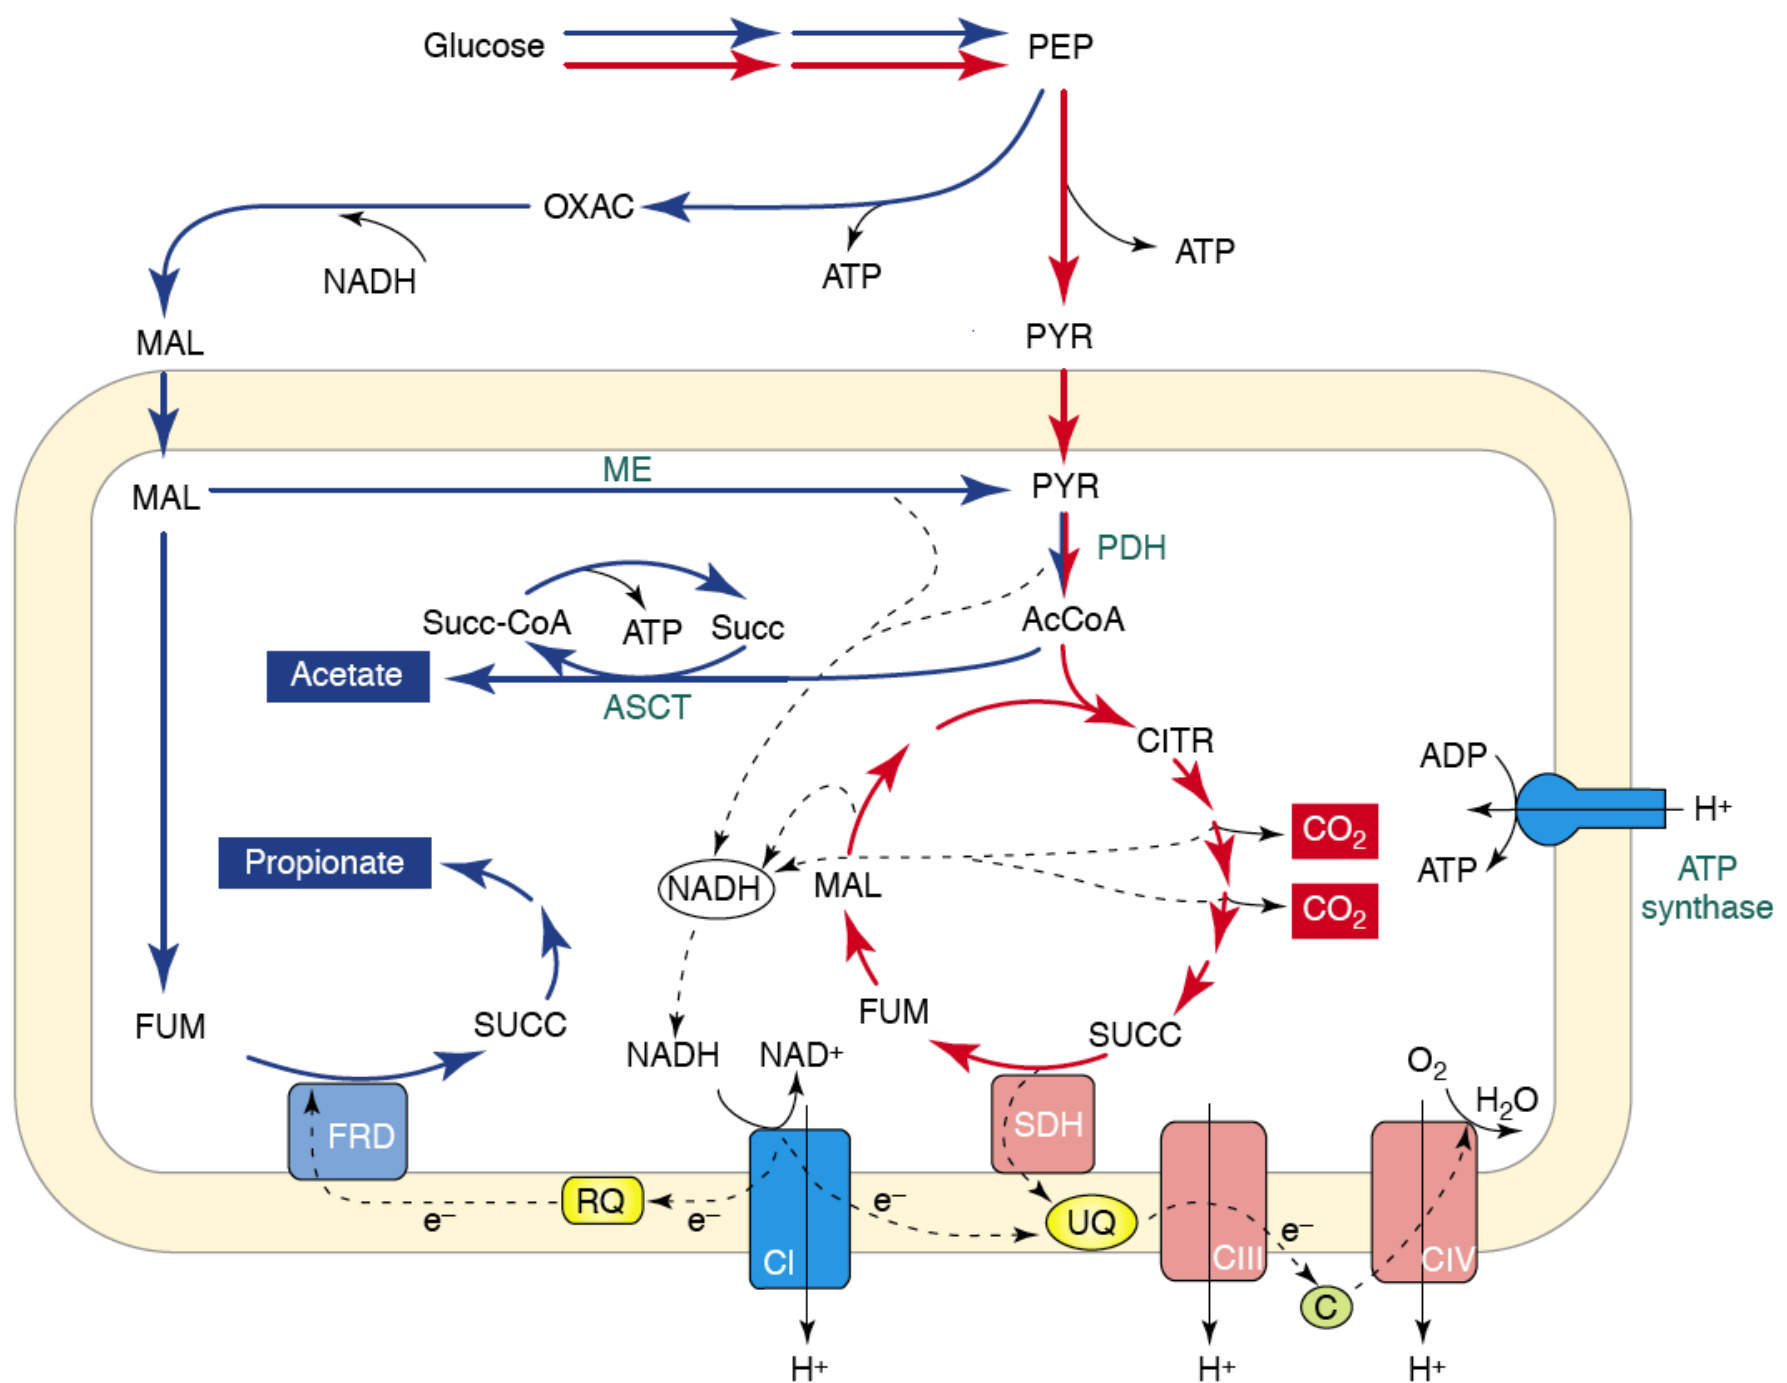 Glucose
PEP
OXAC
NADH
ATP
ATP
MAL
PYR
ME
MAL
PYR
PDH
Succ-CoA
ATP
Succ
AcCoA
Acetate
ASCT
CITR
ADP
H⁺
CO₂
Propionate
NADH
MAL
ATP
ATP
synthase
CO₂
FUM
SUCC
FUM
SUCC
NADH
NAD⁺
O₂
H₂O
FRD
SDH
RQ
e⁻
e⁻
e⁻
UQ
e⁻
CI
CIII
CIV
C
H⁺
H⁺
H⁺